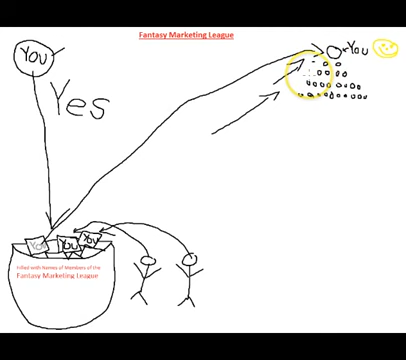 Fantasy Marketing League
YOU
YOU
Yes
YOU
YOU
YOU
Filled with Names of Members of the
Fantasy Marketing League